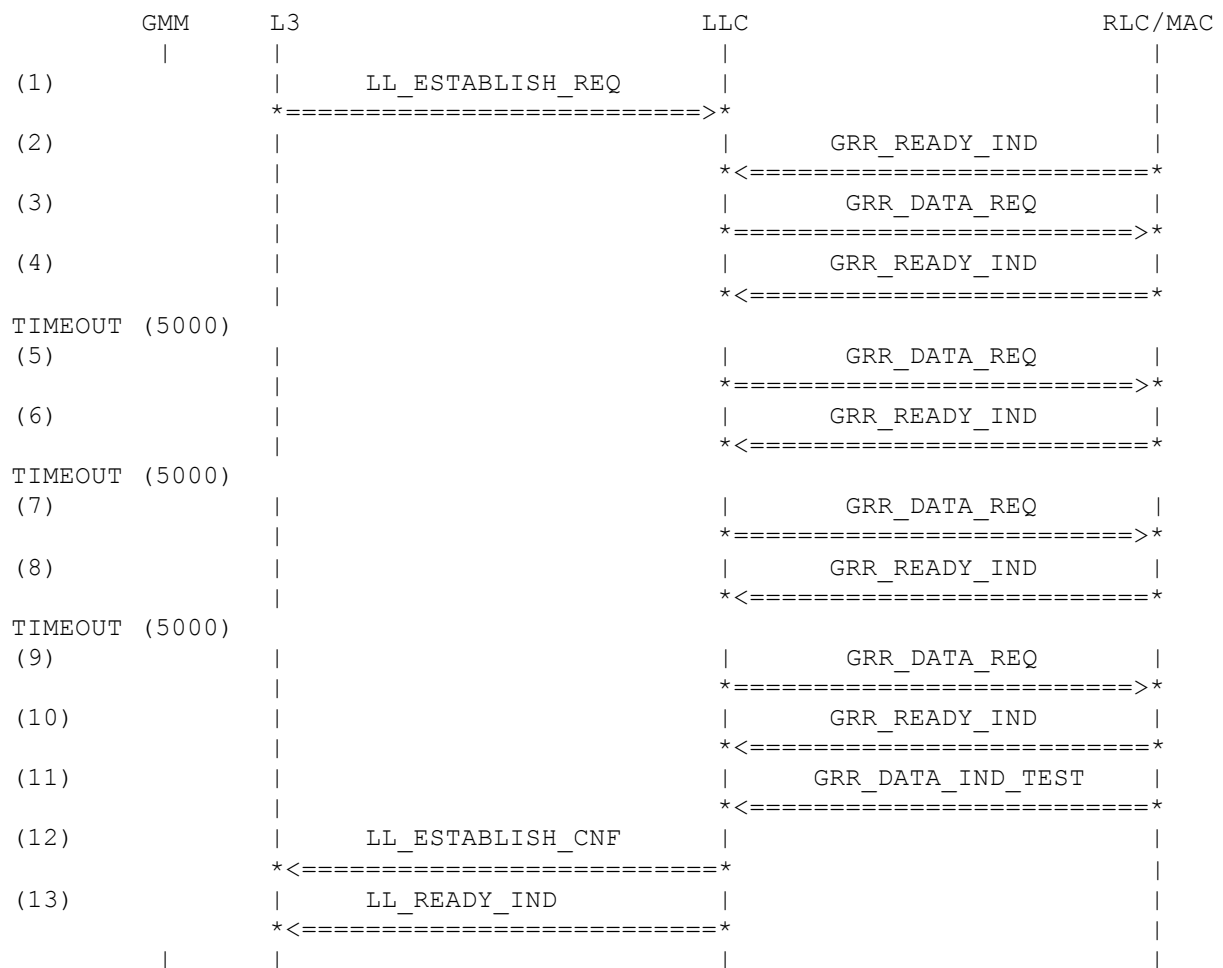 GMM     L3                         LLC                     RLC/MAC
         |      |                           |                          |
(1)             |     LL_ESTABLISH_REQ      |                          |
                *==========================>*                          |
(2)             |                           |      GRR_READY_IND       |
                |                           *<=========================*
(3)             |                           |       GRR_DATA_REQ       |
                |                           *=========================>*
(4)             |                           |      GRR_READY_IND       |
                |                           *<=========================*
TIMEOUT (5000)
(5)             |                           |       GRR_DATA_REQ       |
                |                           *=========================>*
(6)             |                           |      GRR_READY_IND       |
                |                           *<=========================*
TIMEOUT (5000)
(7)             |                           |       GRR_DATA_REQ       |
                |                           *=========================>*
(8)             |                           |      GRR_READY_IND       |
                |                           *<=========================*
TIMEOUT (5000)
(9)             |                           |       GRR_DATA_REQ       |
                |                           *=========================>*
(10)            |                           |      GRR_READY_IND       |
                |                           *<=========================*
(11)            |                           |     GRR_DATA_IND_TEST    |
                |                           *<=========================*
(12)            |     LL_ESTABLISH_CNF      |                          |
                *<==========================*                          |
(13)            |     LL_READY_IND          |                          |
                *<==========================*                          |
         |      |                           |                          |